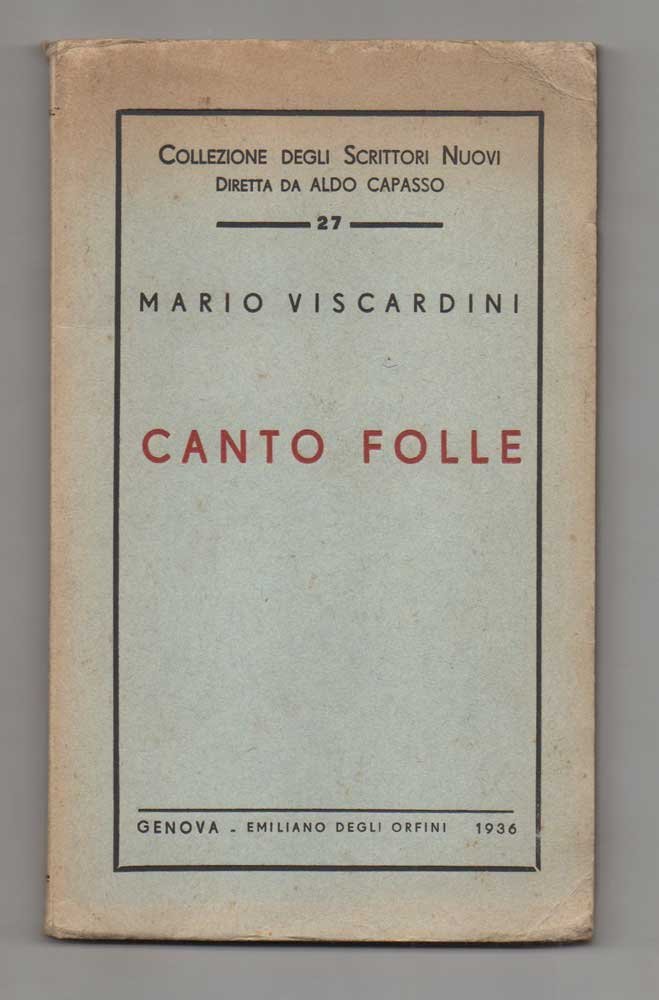 Collezione degli Scrittori Nuovi
Diretta da ALDO CAPASSO
27
MARIO VISCARDINI
CANTO FOLLE
GENOVA - EMILIANO DEGLI ORFINI 1936